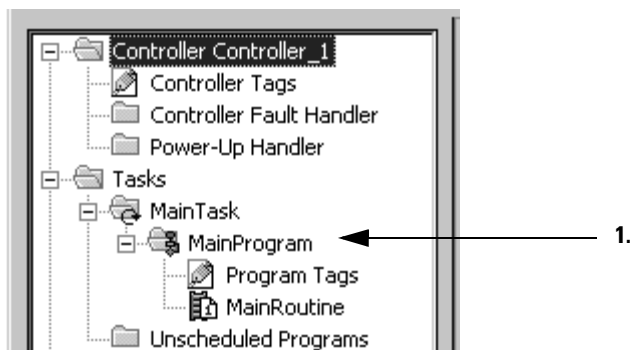 Controller Controller_1
Controller Tags
Controller Fault Handler
Power-Up Handler
Tasks
MainTask
MainProgram 1.
Program Tags
MainRoutine
Unscheduled Programs